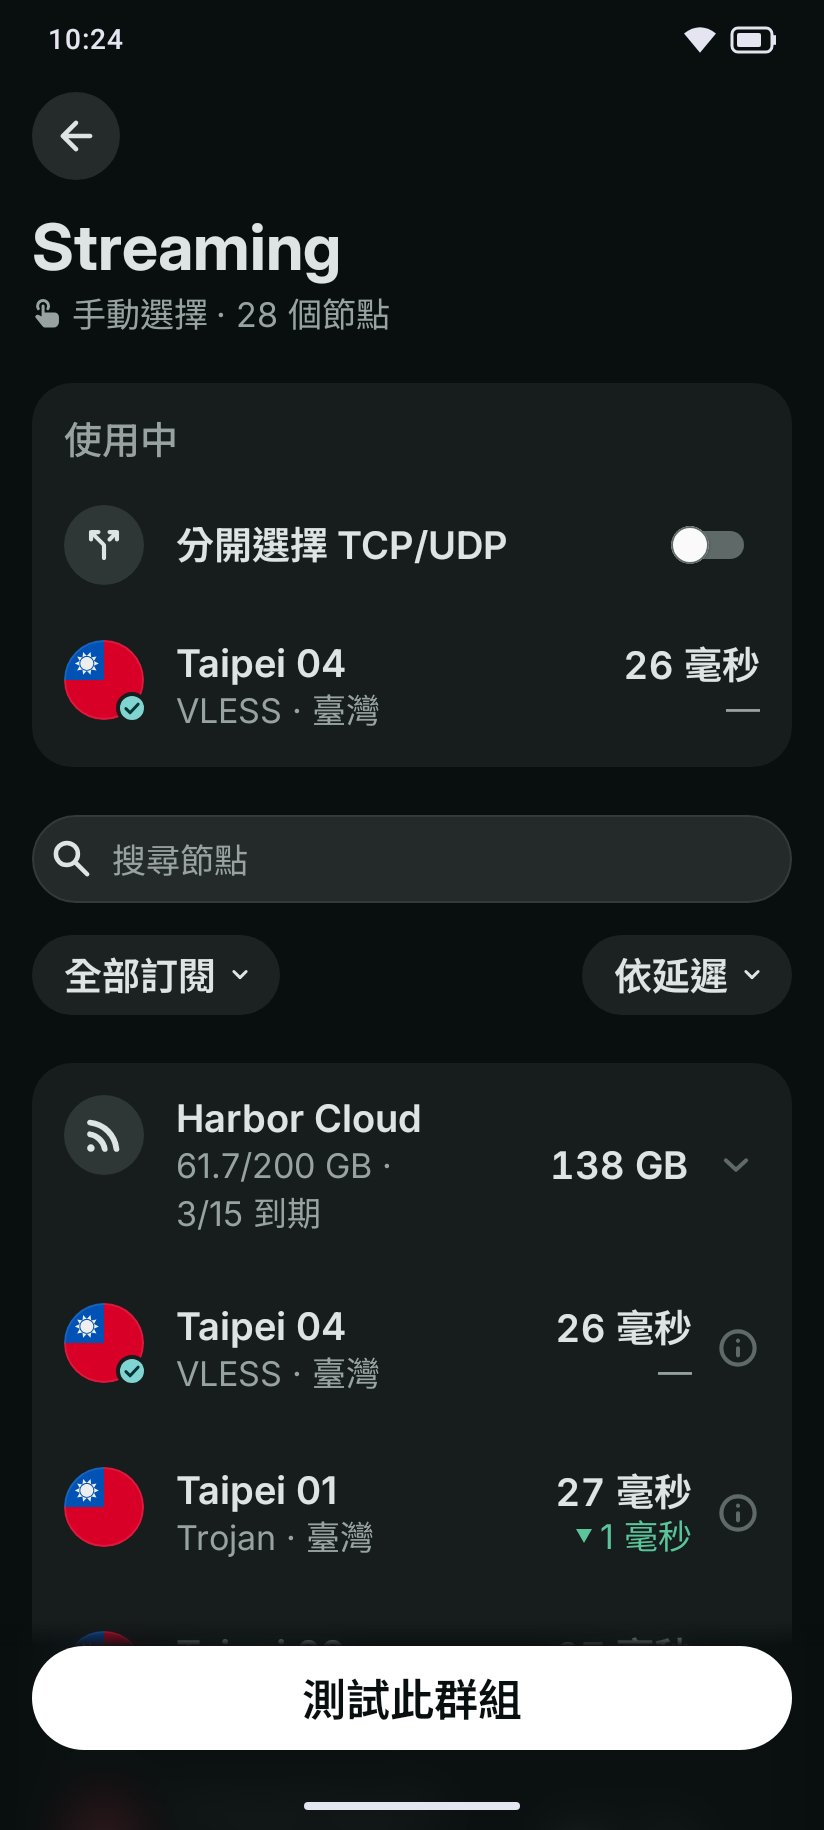 10:24
Streaming
手動選擇 · 28 個節點
使用中
分開選擇 TCP/UDP
Taipei 04
26 毫秒
VLESS · 臺灣
—
搜尋節點
全部訂閱
依延遲
Harbor Cloud
61.7/200 GB ·
3/15 到期
138 GB
Taipei 04
26 毫秒
VLESS · 臺灣
—
Taipei 01
27 毫秒
Trojan · 臺灣
▼1 毫秒
測試此群組